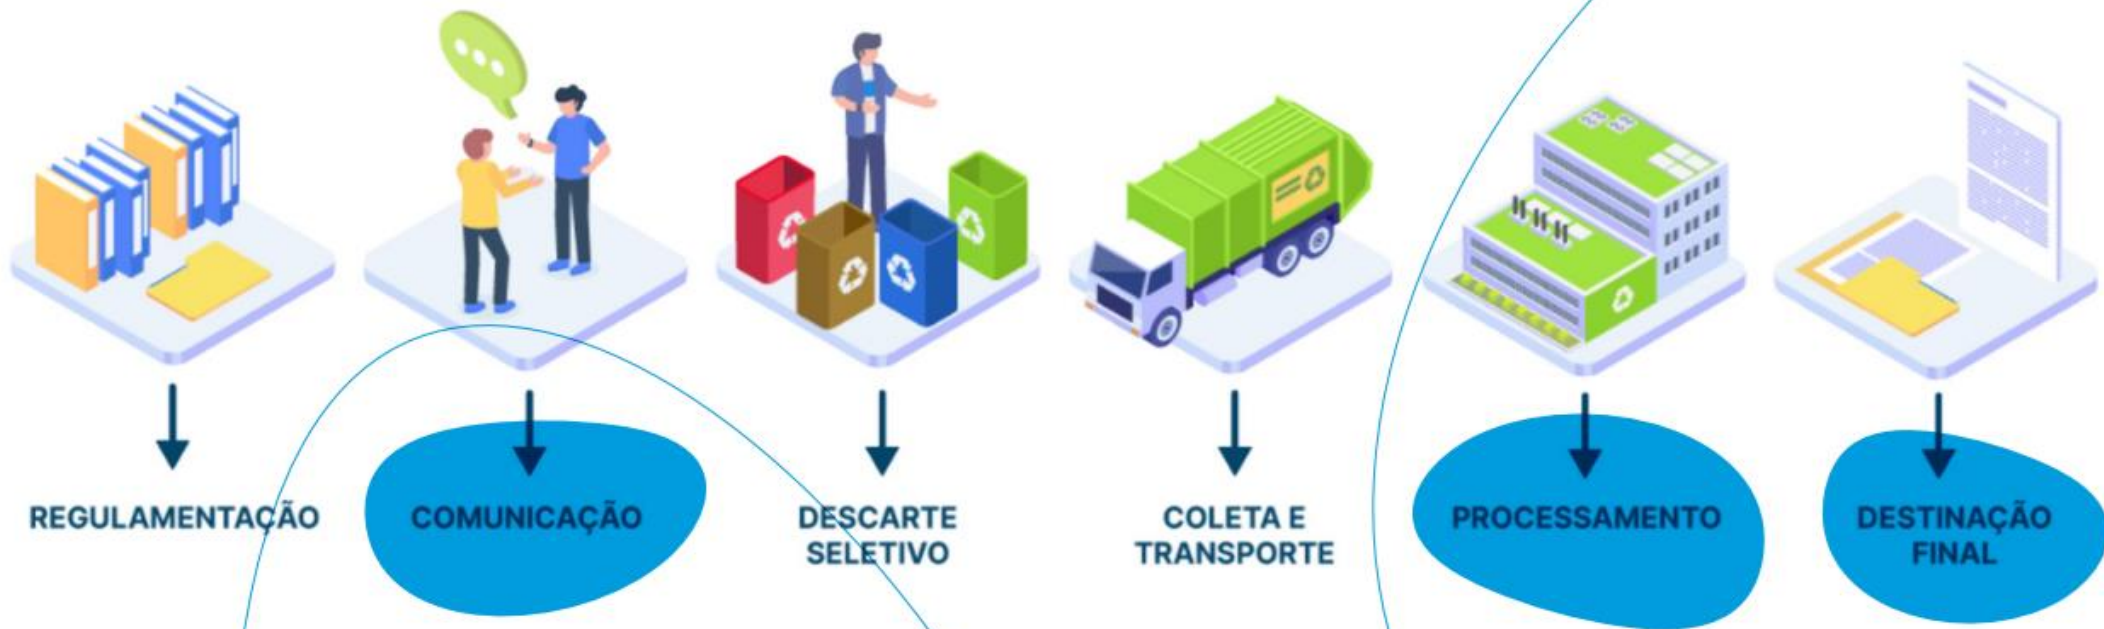 REGULAMENTAÇÃO
COMUNICAÇÃO
DESCARTE
SELETIVO
COLETA E
TRANSPORTE
PROCESSAMENTO
DESTINAÇÃO
FINAL